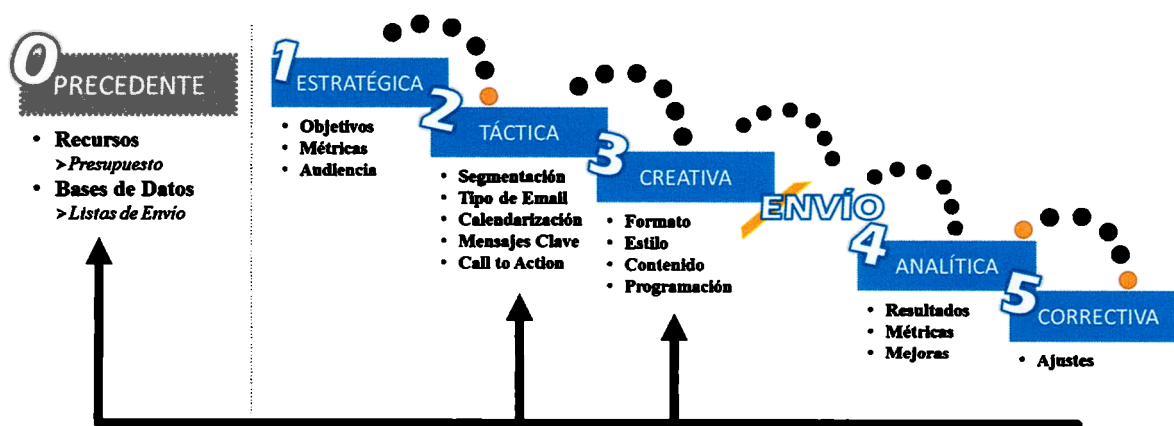 0 PRECEDENTE
• Recursos
➢Presupuesto
• Bases de Datos
➢Listas de Envío
1 ESTRATÉGICA
• Objetivos
• Métricas
• Audiencia
2 TÁCTICA
• Segmentación
• Tipo de Email
• Calendarización
• Mensajes Clave
• Call to Action
3 CREATIVA
• Formato
• Estilo
• Contenido
• Programación
ENVÍO
4 ANALÍTICA
• Resultados
• Métricas
• Mejoras
5 CORRECTIVA
• Ajustes